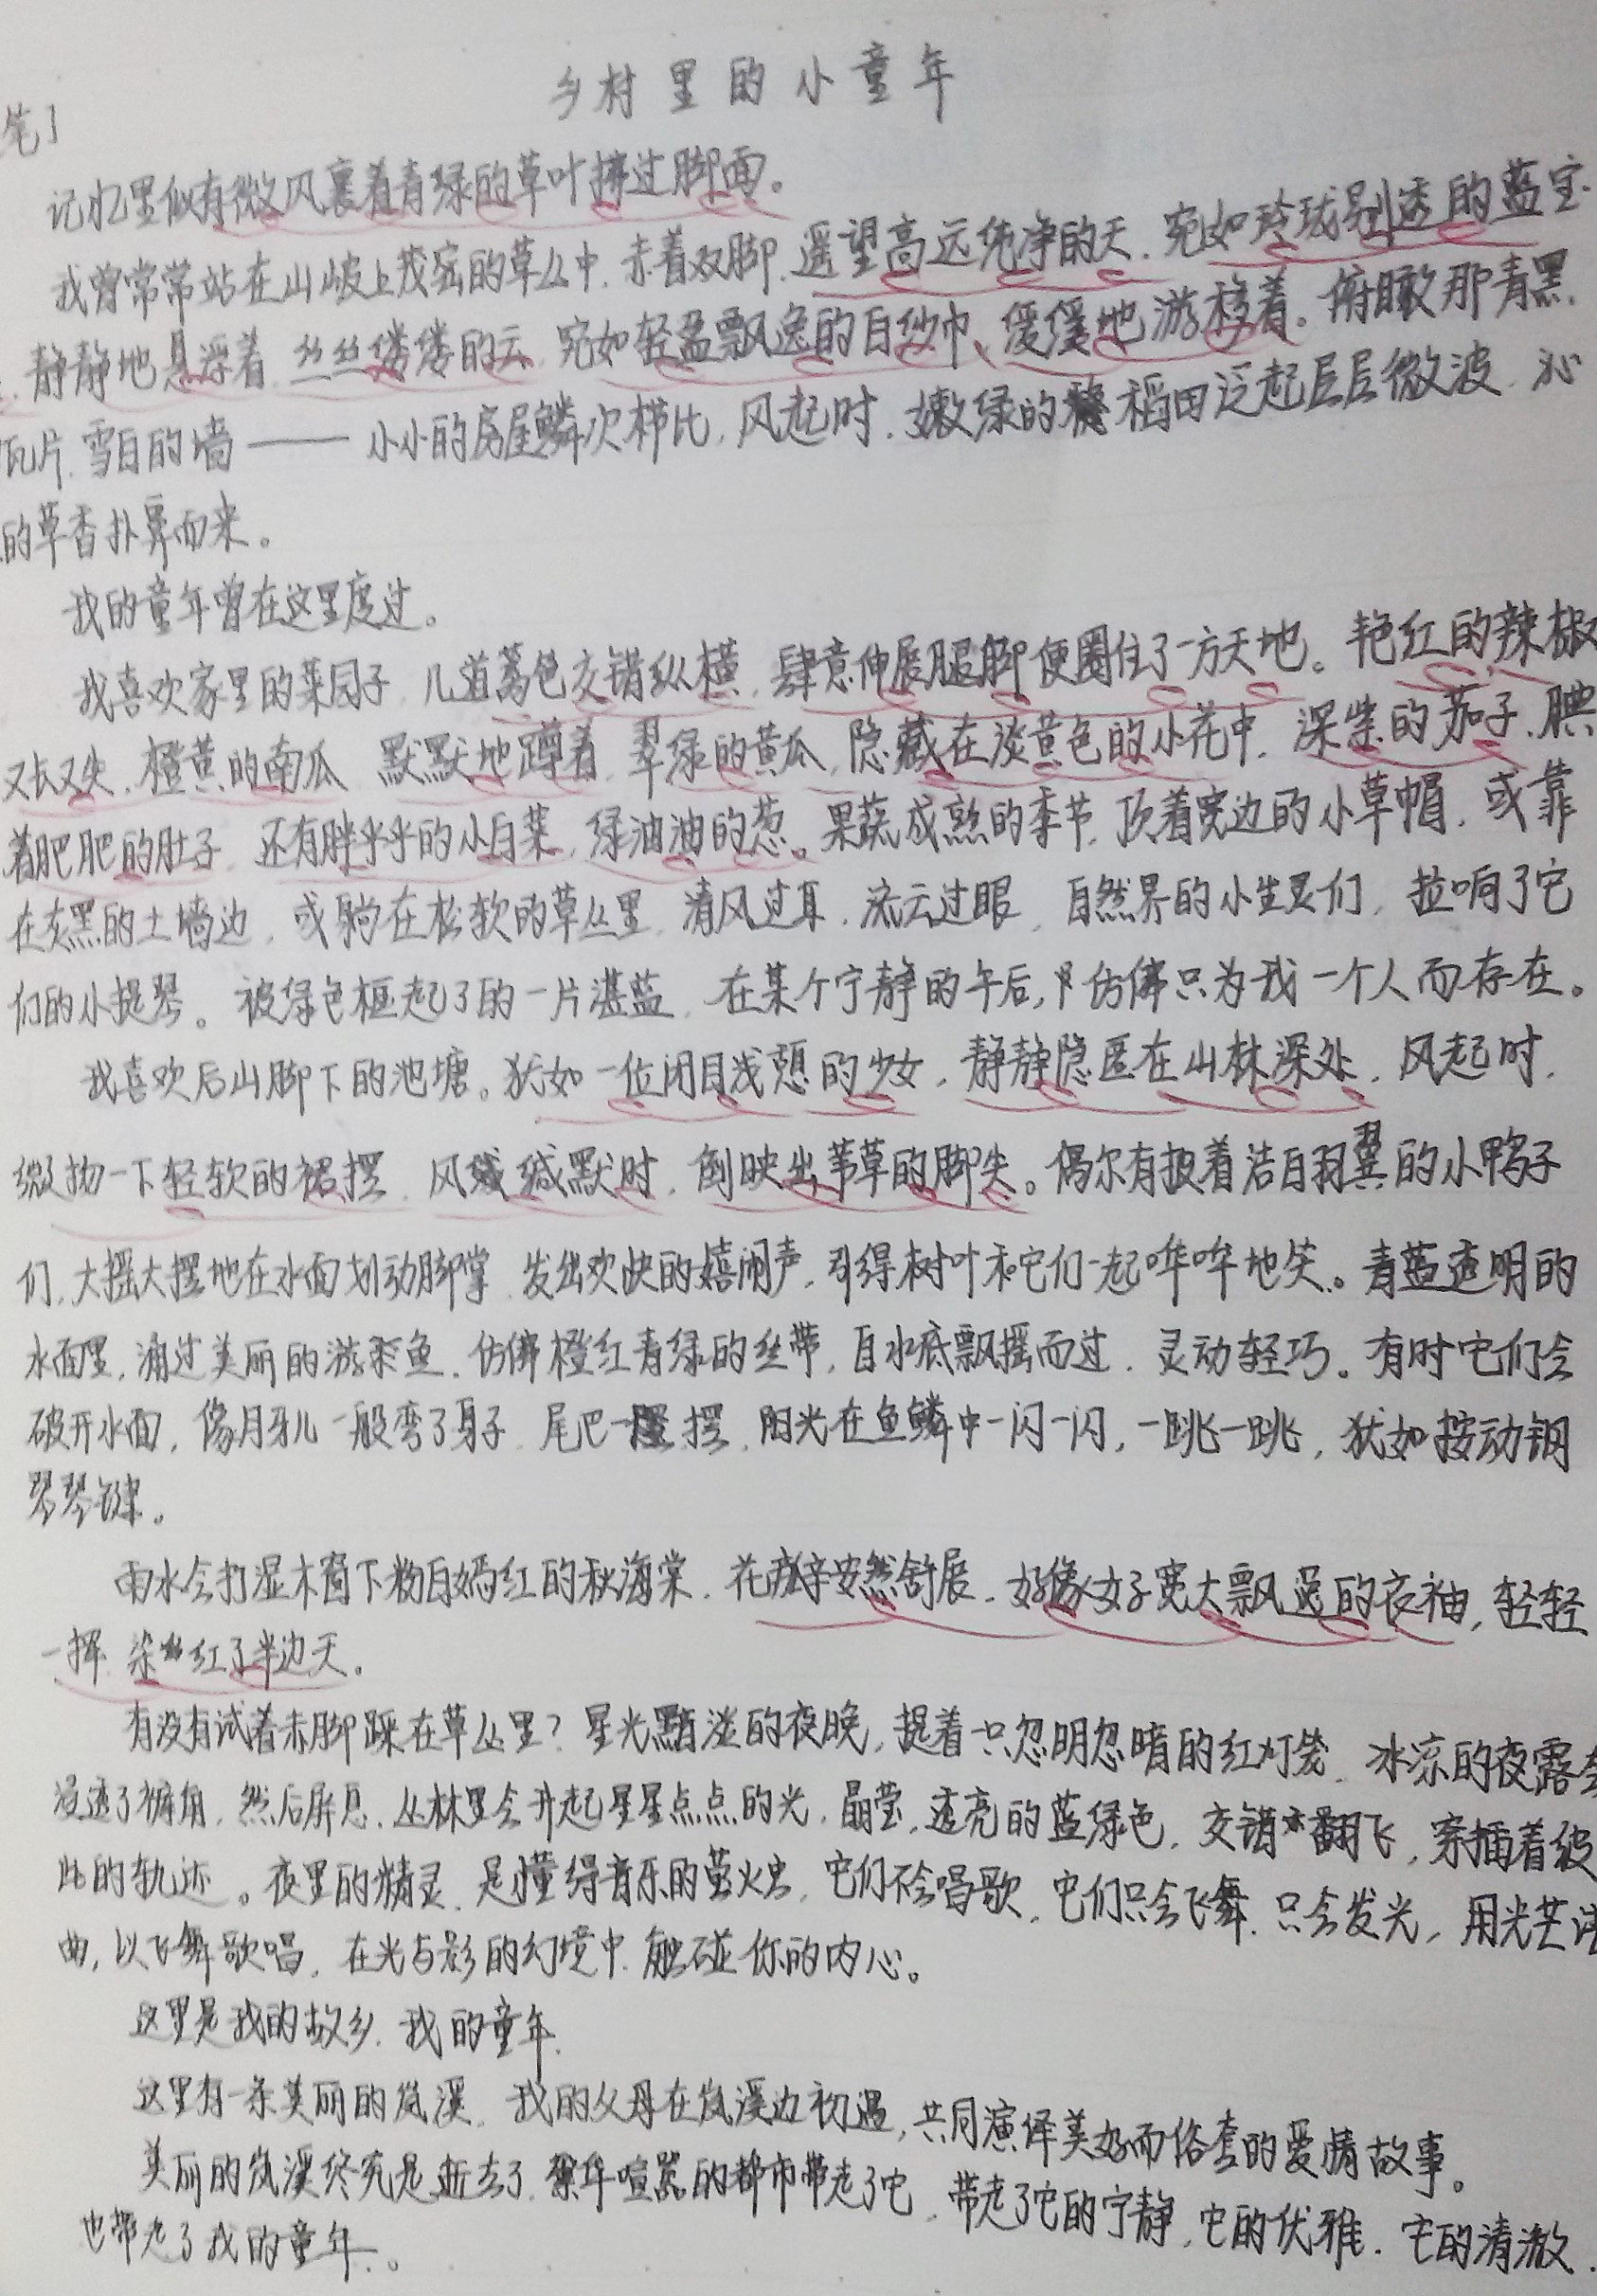 乡村里的小童年
笔]
记忆里似有微风裹着青绿的草叶拂过脚面。
我曾常常站在山坡上茂密的草丛中,赤着双脚,遥望高远纯净的天,宛如玲珑剔透的蓝宝
,静静地悬浮着,丝丝缕缕的云,宛如轻盈飘逸的白纱巾、缓缓地游移着。俯瞰那青黑
瓦片,雪白的墙——小小的房屋鳞次栉比,风起时,嫩绿的稻田泛起层层微波,沁
的草香扑鼻而来。
我的童年曾在这里度过。
我喜欢家里的菜园子,几道篱色交错纵横,肆意伸展腿脚便圈住了一方天地。艳红的辣椒
又长又尖,橙黄的南瓜,默默地蹲着,翠绿的黄瓜,隐藏在淡黄色的小花中,深紫的茄子,腆
着肥肥的肚子,还有胖乎乎的小白菜,绿油油的葱。果蔬成熟的季节,顶着宽边的小草帽,或靠
在灰黑的土墙边,或躺在松软的草丛里,清风过耳,流云过眼,自然界的小生灵们,拉响了它
们的小提琴。被绿色框起了的一片湛蓝,在某个宁静的午后,仿佛只为我一个人而存在。
我喜欢后山脚下的池塘。犹如一位闭目浅憩的少女,静静隐匿在山林深处,风起时,
微拗一下轻软的裙摆,风缄默时,倒映出苇草的脚尖。偶尔有披着洁白羽翼的小鸭子
们,大摇大摆地在水面划动脚掌,发出欢快的嬉闹声,引得树叶和它们一起哗哗地笑。青蓝透明的
水面里,涌过美丽的游鱼,仿佛橙红青绿的丝带,自水底飘摇而过,灵动轻巧。有时它们会
破开水面,像月牙儿一般弯了身子,尾巴一摆,阳光在鱼鳞中一闪一闪,一跳一跳,犹如按动钢
琴琴键。
雨水会打湿木窗下粉白嫣红的秋海棠,花瓣安然舒展,好像女子宽大飘逸的衣袖,轻轻
一挥,染红了半边天。
有没有试着赤脚踩在草丛里?星光黯淡的夜晚,提着只忽明忽暗的红灯笼,冰凉的夜露会
浸透了裤角,然后屏息,丛林里会升起星星点点的光,晶莹,透亮的蓝绿色,交错翻飞,穿插着彼
此的轨迹。夜里的精灵,是懂得音乐的萤火虫,它们不会唱歌,它们只会飞舞,只会发光,用光芒谱
曲,以飞舞歌唱,在光与影的幻境中,触碰你的内心。
这里是我的故乡,我的童年,
这里有一条美丽的岚溪,我的父母在岚溪边初遇,共同演绎美好而俗套的爱情故事。
美丽的岚溪终究是逝去了,繁华喧嚣的都市带走了它,带走了它的宁静,它的优雅,它的清澈,
也带走了我的童年。